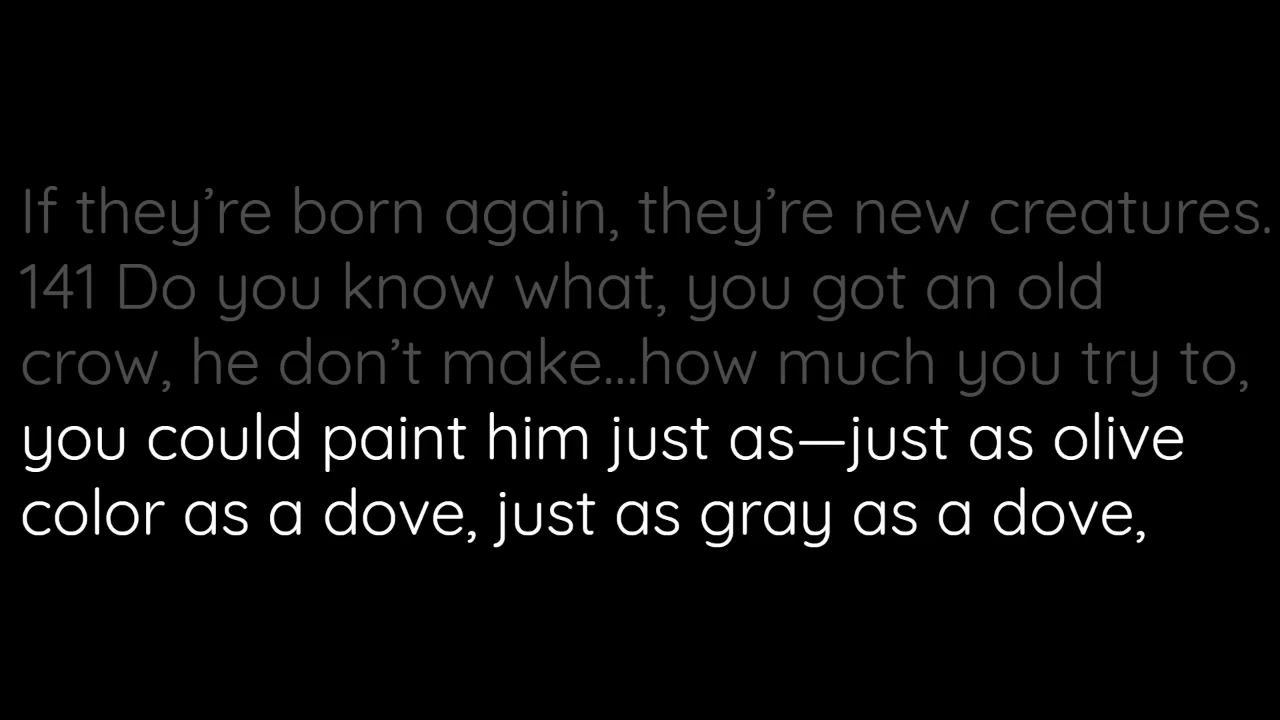 If they’re born again, they’re new creatures.
141 Do you know what, you got an old
crow, he don’t make...how much you try to,
you could paint him just as—just as olive
color as a dove, just as gray as a dove,